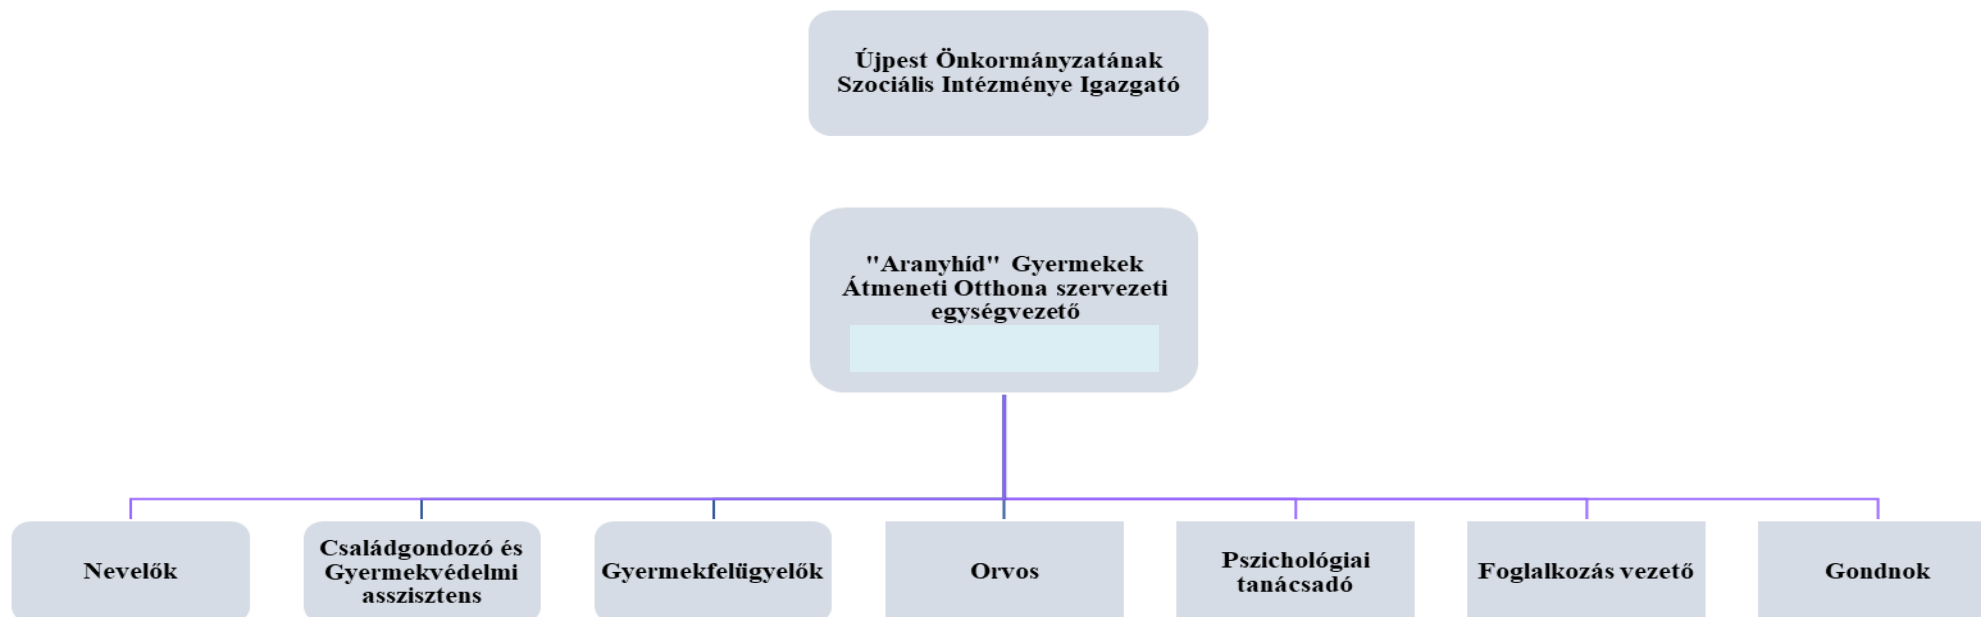 Újpest Önkormányzatának
Szociális Intézménye Igazgató
"Aranyhíd" Gyermekek
Átmeneti Otthona szervezeti
egységvezető
Nevelők
Családgondozó és
Gyermekvédelmi
asszisztens
Gyermekfelügyelők
Orvos
Pszichológiai
tanácsadó
Foglalkozás vezető
Gondnok